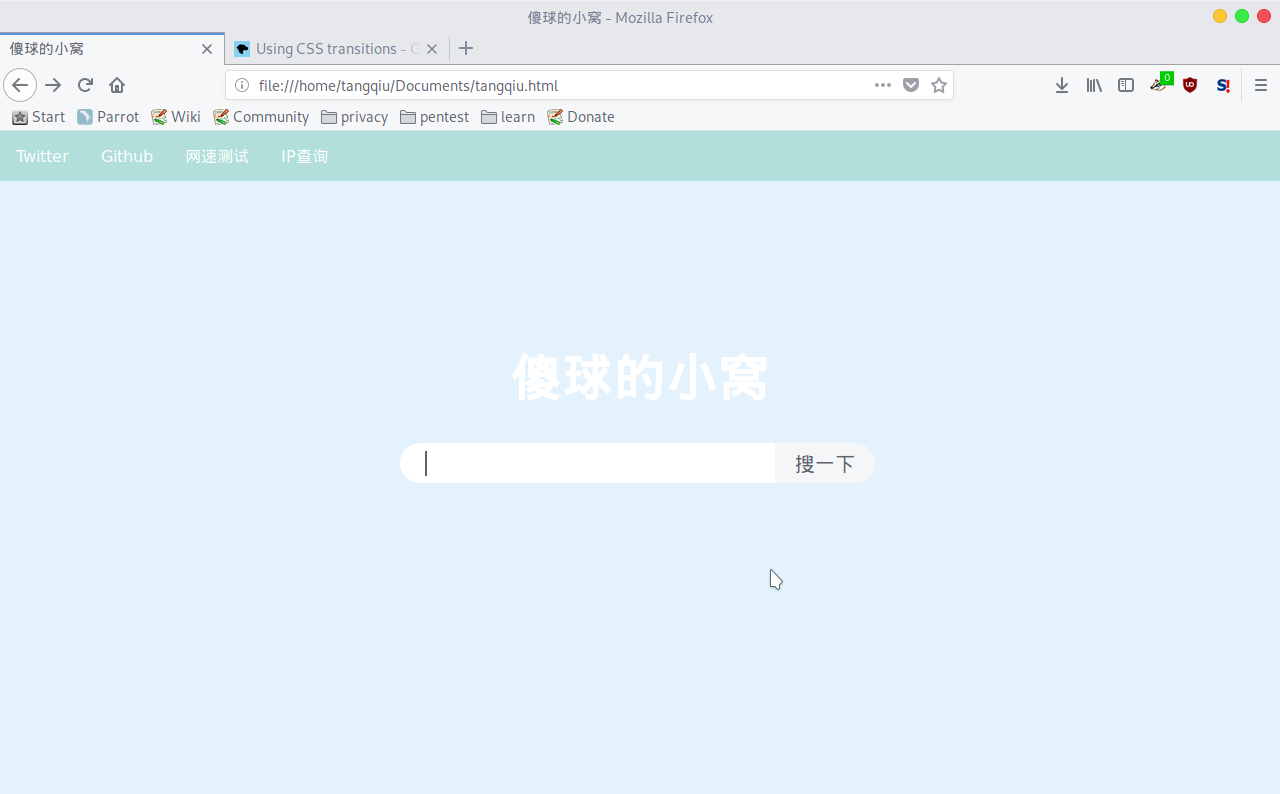 傻球的小窝 - Mozilla Firefox
傻球的小窝 Using CSS transitions - C
file:///home/tangqiu/Documents/tangqiu.html 0 S!
Start Parrot Wiki Community privacy pentest learn Donate
Twitter Github 网速测试 IP查询
傻球的小窝
搜一下